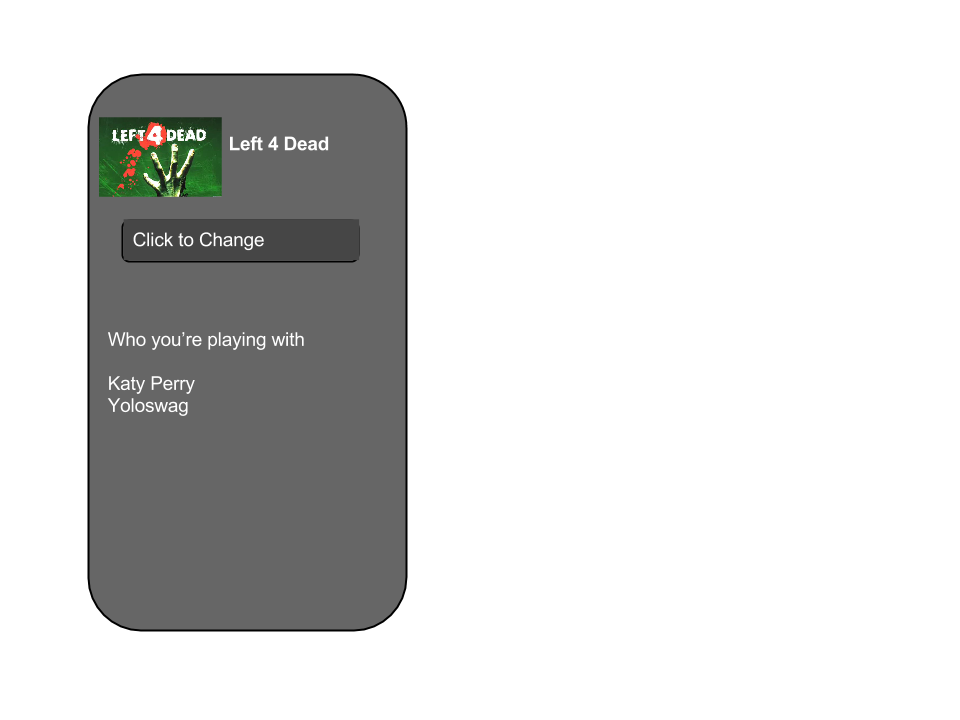 LEFT 4 DEAD
Left 4 Dead
Click to Change
Who you’re playing with
Katy Perry
Yoloswag